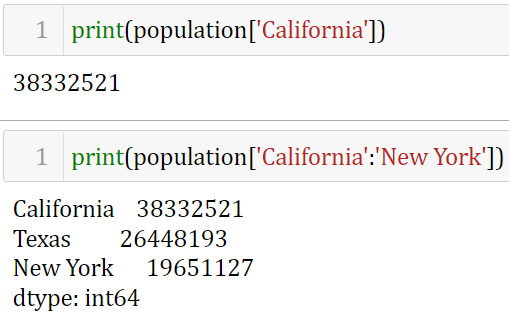 1 print(population['California'])
38332521
1 print(population['California':'New York'])
California 38332521
Texas 26448193
New York 19651127
dtype: int64